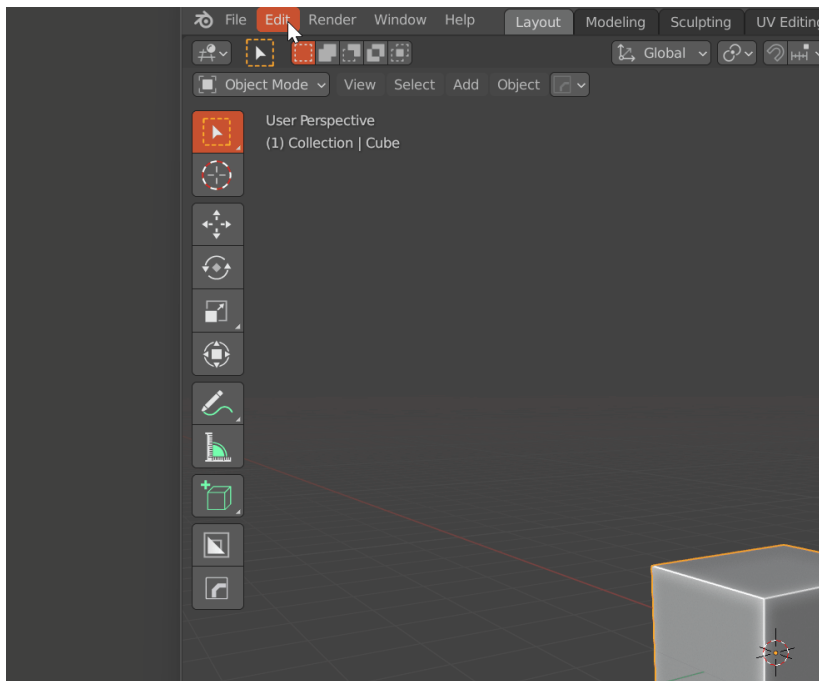 File Edit Render Window Help Layout Modeling Sculpting UV Editing
Global
Object Mode View Select Add Object
User Perspective
(1) Collection | Cube